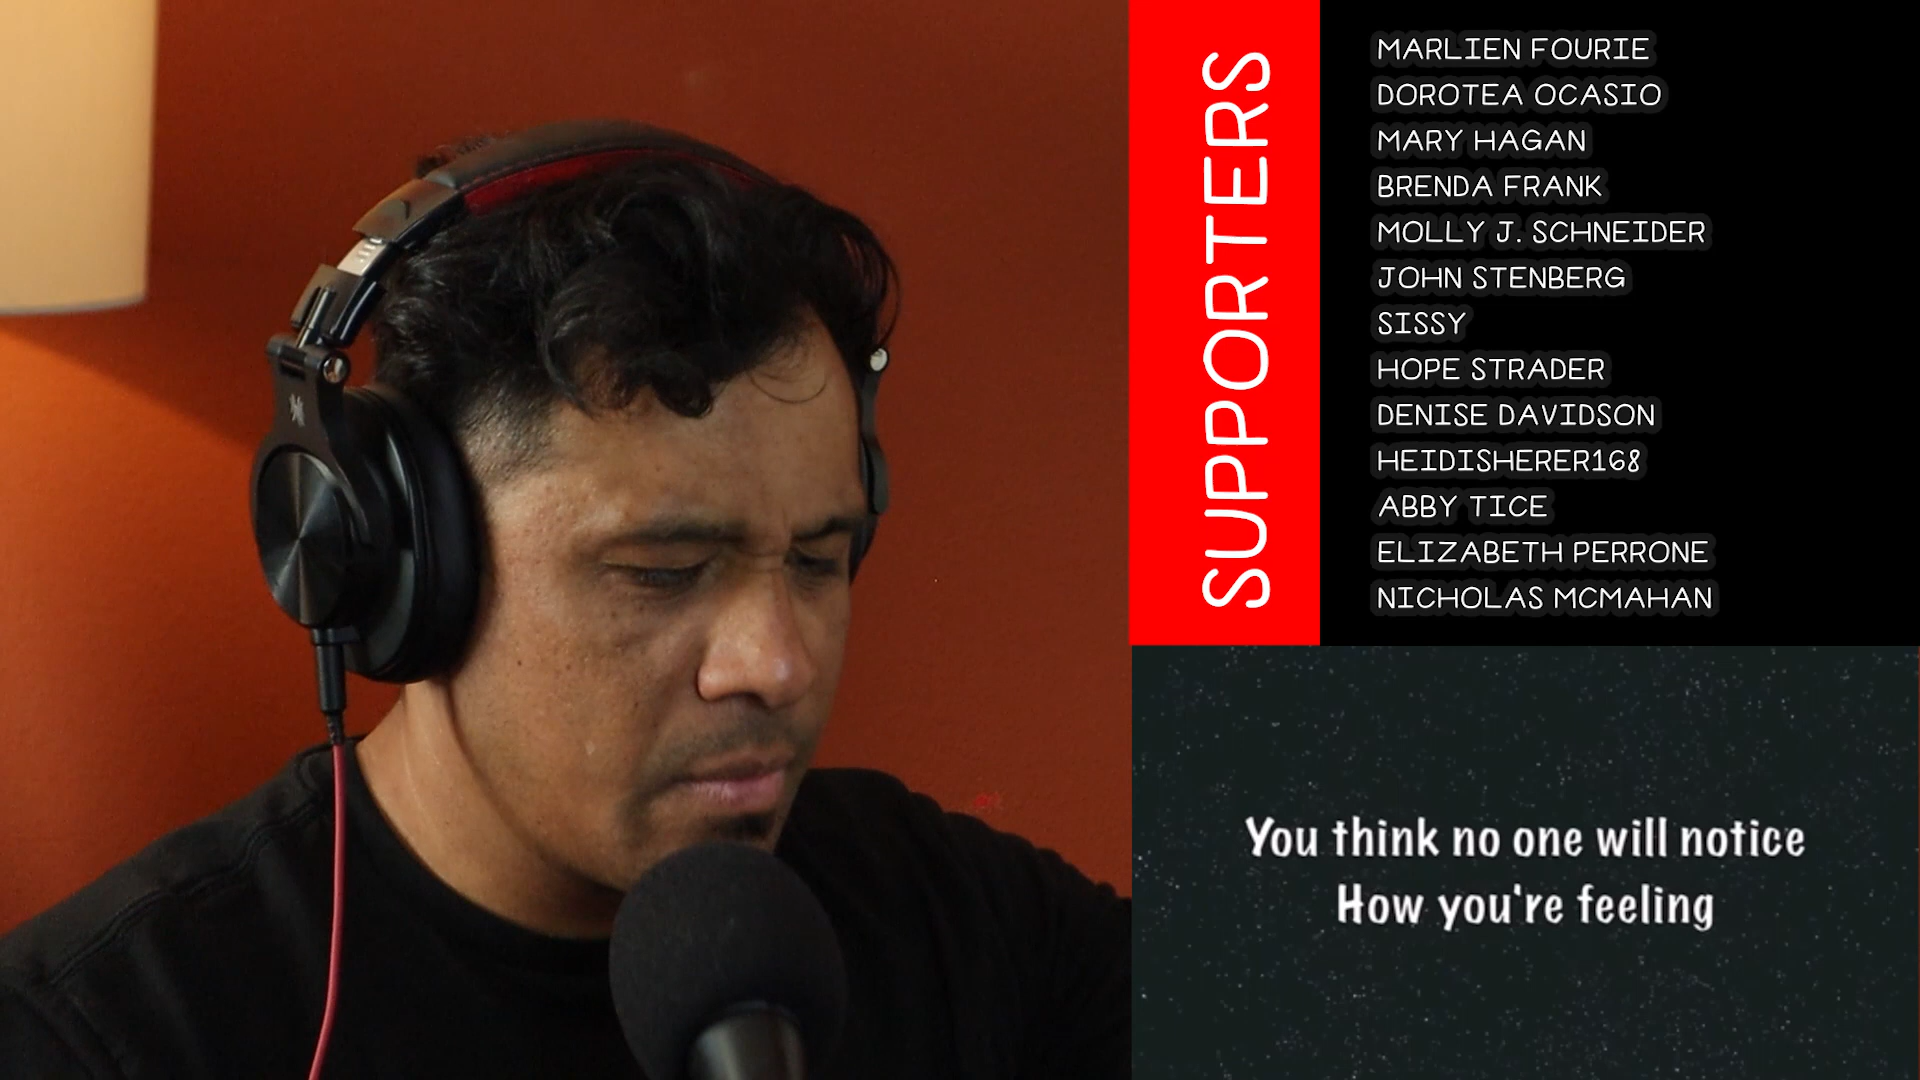 SUPPORTERS
MARLIEN FOURIE
DOROTEA OCASIO
MARY HAGAN
BRENDA FRANK
MOLLY J. SCHNEIDER
JOHN STENBERG
SISSY
HOPE STRADER
DENISE DAVIDSON
HEIDISHERER168
ABBY TICE
ELIZABETH PERRONE
NICHOLAS MCMAHAN
You think no one will notice
How you're feeling